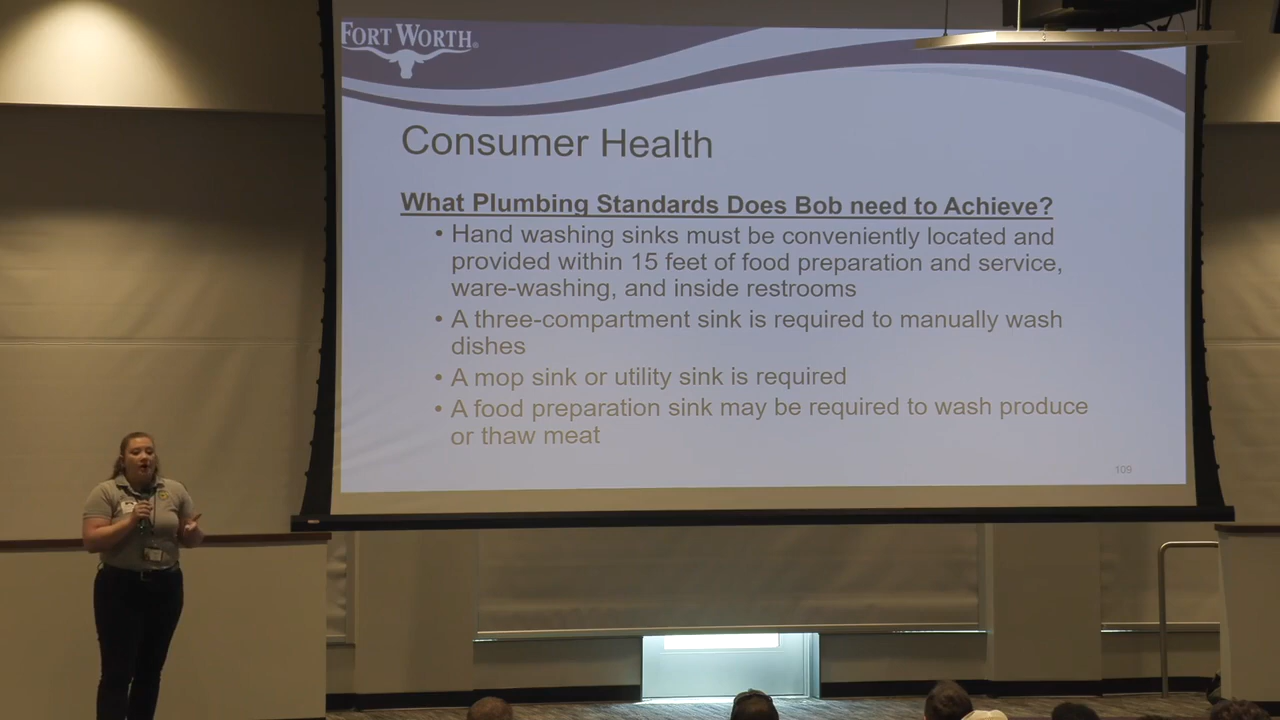 FORT WORTH®
Consumer Health
What Plumbing Standards Does Bob need to Achieve?
• Hand washing sinks must be conveniently located and
provided within 15 feet of food preparation and service,
ware-washing, and inside restrooms
• A three-compartment sink is required to manually wash
dishes
• A mop sink or utility sink is required
• A food preparation sink may be required to wash produce
or thaw meat
109